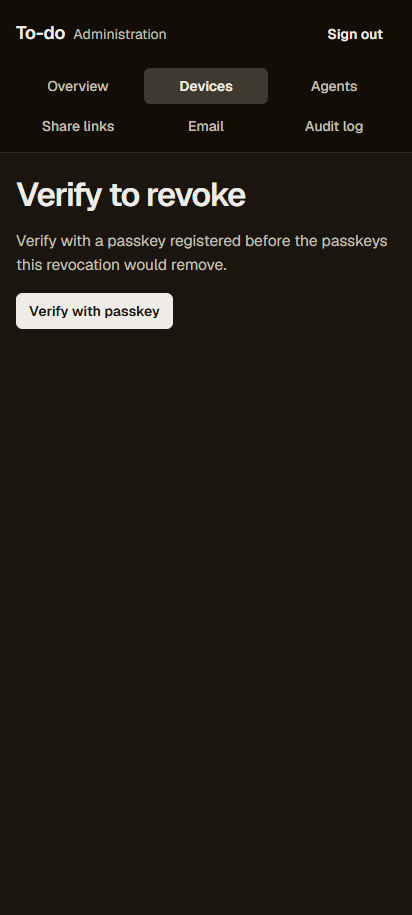 To-do Administration Sign out
Overview Devices Agents
Share links Email Audit log
Verify to revoke
Verify with a passkey registered before the passkeys
this revocation would remove.
Verify with passkey